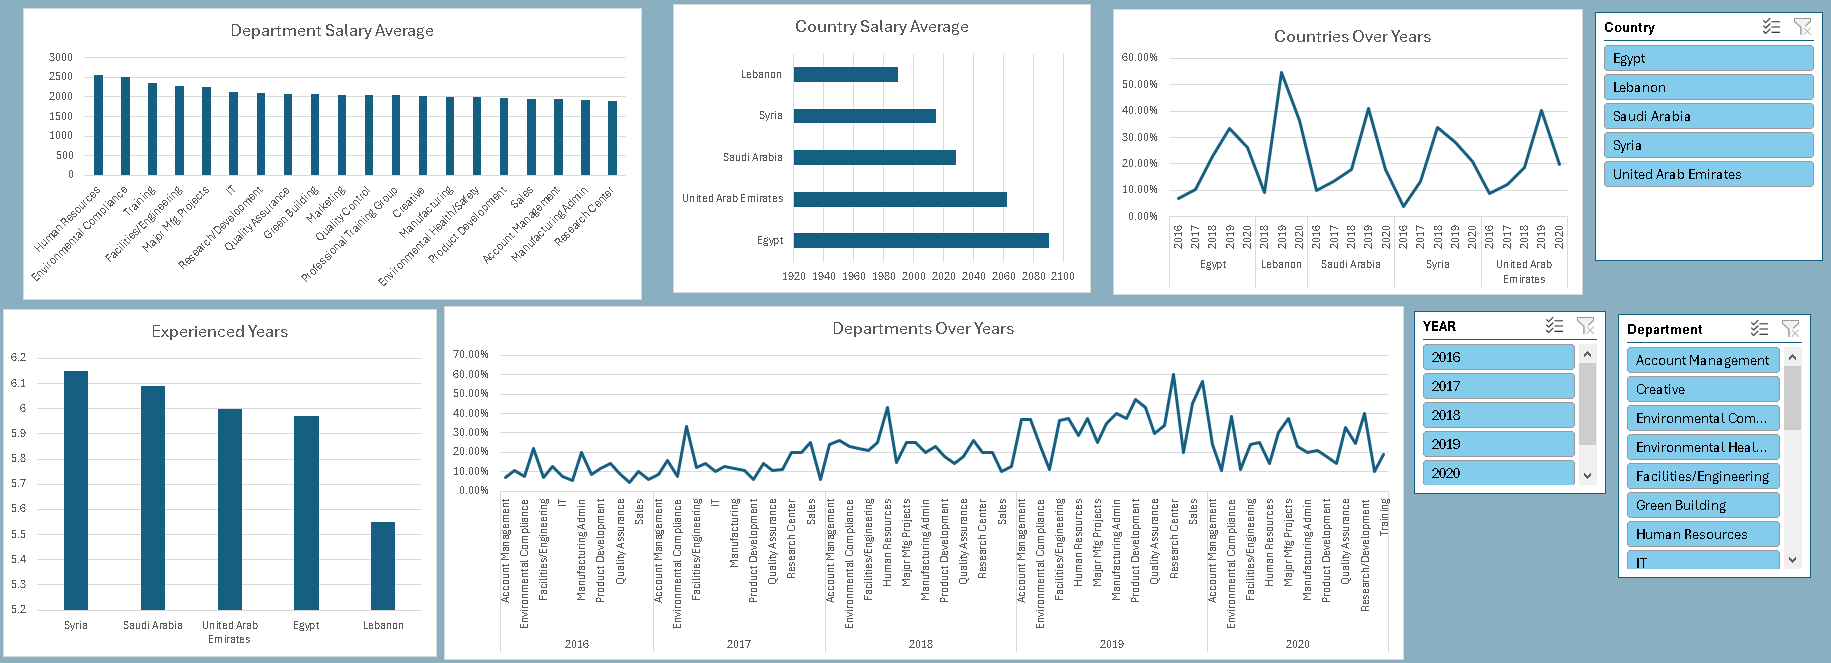 Department Salary Average
3000
2500
2000
1500
1000
500
0
Human Resources
Environmental Compliance
Training
Facilities/Engineering
Major Mfg Projects
IT
Research/Development
Quality Assurance
Green Building
Marketing
Quality Control
Professional Training Group
Creative
Manufacturing
Environmental Health/Safety
Product Development
Sales
Account Management
Manufacturing Admin
Research Center
Country Salary Average
Lebanon
Syria
Saudi Arabia
United Arab Emirates
Egypt
1920 1940 1960 1980 2000 2020 2040 2060 2080 2100
Countries Over Years
60.00%
50.00%
40.00%
30.00%
20.00%
10.00%
0.00%
2016 2017 2018 2019 2020 2018 2019 2020 2016 2017 2018 2019 2020 2016 2017 2018 2019 2020 2016 2017 2018 2019 2020
Egypt Lebanon Saudi Arabia Syria United Arab
Emirates
Country
Egypt
Lebanon
Saudi Arabia
Syria
United Arab Emirates
Experienced Years
6.2
6.1
6
5.9
5.8
5.7
5.6
5.5
5.4
5.3
5.2
Syria Saudi Arabia United Arab Egypt Lebanon
Emirates
Departments Over Years
70.00%
60.00%
50.00%
40.00%
30.00%
20.00%
10.00%
0.00%
Account Management
Environmental Compliance
Facilities/Engineering
IT
Manufacturing Admin
Product Development
Quality Assurance
Sales
Account Management
Environmental Compliance
Facilities/Engineering
IT
Manufacturing
Product Development
Quality Assurance
Research Center
Sales
Account Management
Environmental Compliance
Facilities/Engineering
Human Resources
Major Mfg Projects
Manufacturing Admin
Product Development
Quality Assurance
Research Center
Sales
Account Management
Environmental Compliance
Facilities/Engineering
Human Resources
Major Mfg Projects
Manufacturing Admin
Product Development
Quality Assurance
Research Center
Sales
Account Management
Environmental Compliance
Facilities/Engineering
Human Resources
Major Mfg Projects
Manufacturing Admin
Product Development
Quality Assurance
Research/Development
Training
2016 2017 2018 2019 2020
YEAR
2016
2017
2018
2019
2020
Department
Account Management
Creative
Environmental Com...
Environmental Heal...
Facilities/Engineering
Green Building
Human Resources
IT